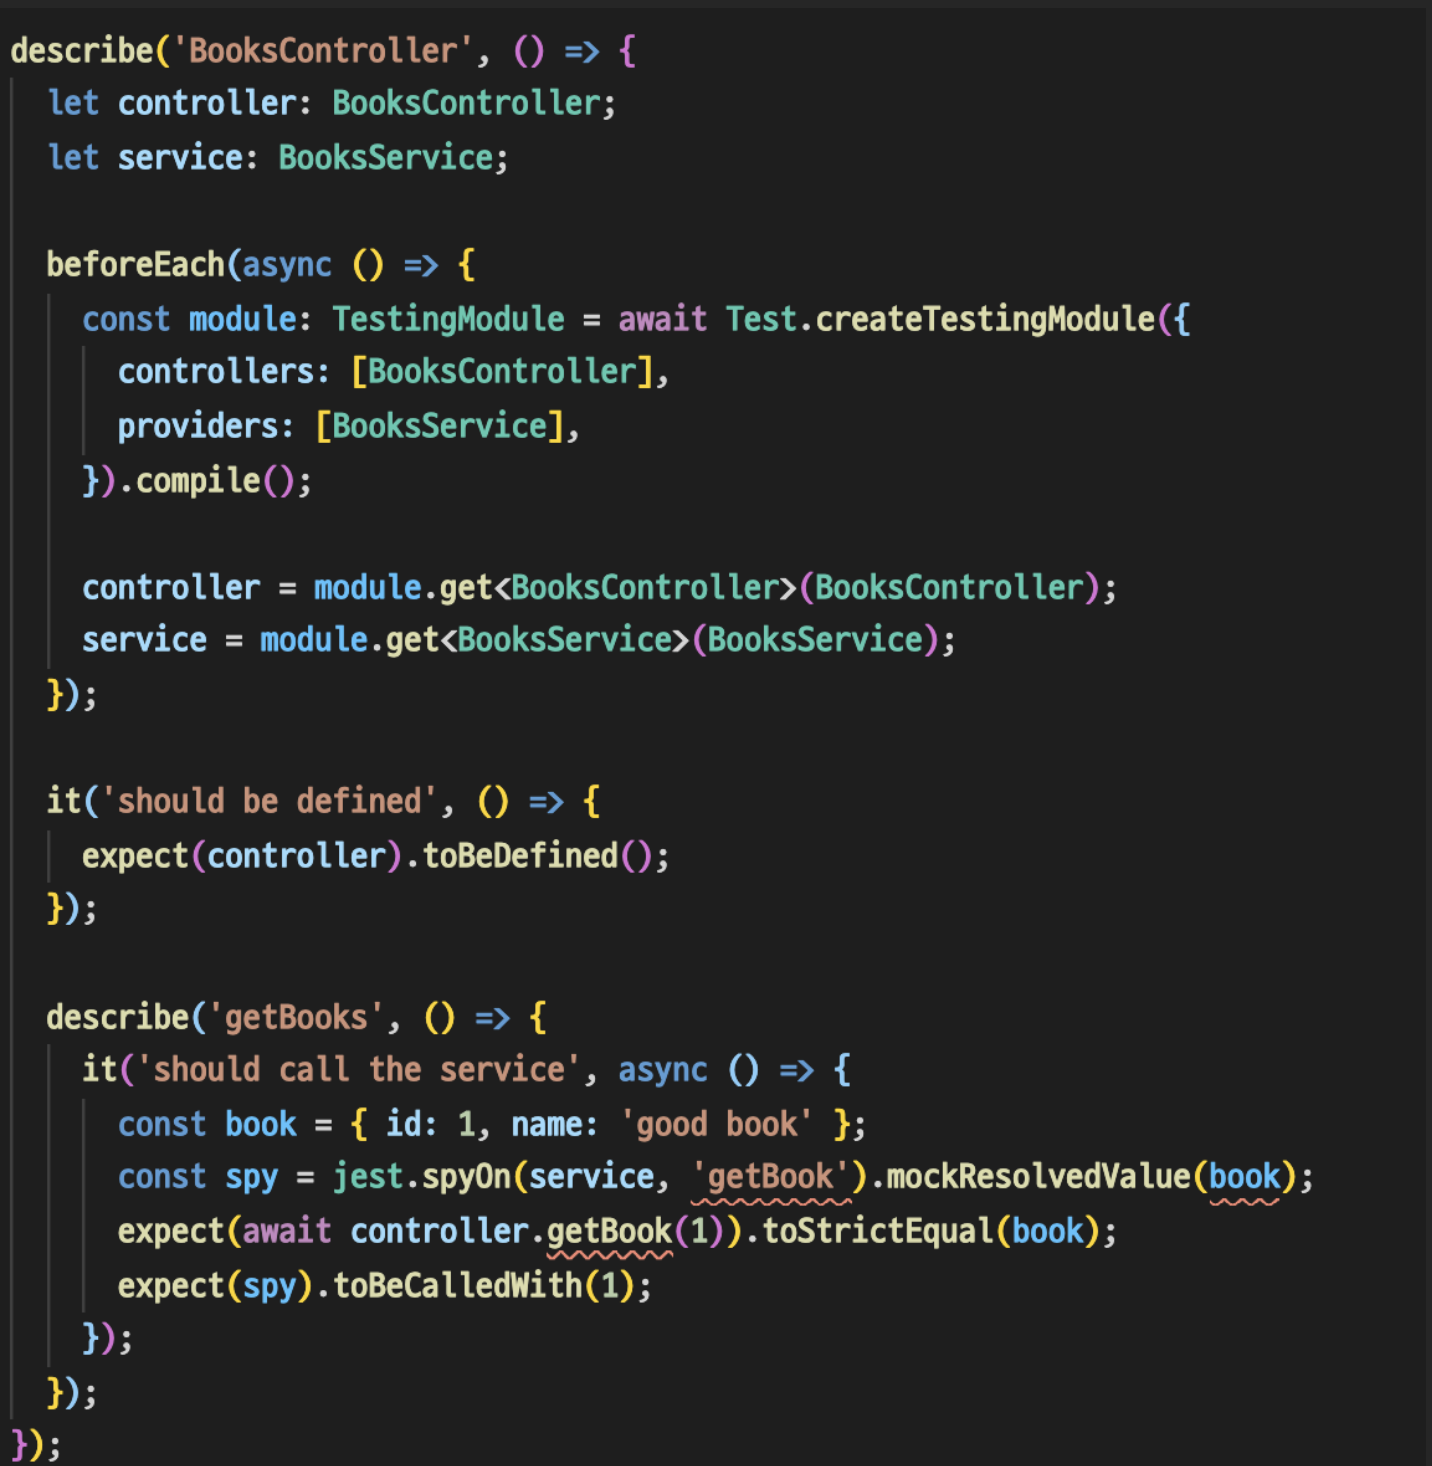 describe('BooksController', () => {
  let controller: BooksController;
  let service: BooksService;

  beforeEach(async () => {
    const module: TestingModule = await Test.createTestingModule({
      controllers: [BooksController],
      providers: [BooksService],
    }).compile();

    controller = module.get<BooksController>(BooksController);
    service = module.get<BooksService>(BooksService);
  });

  it('should be defined', () => {
    expect(controller).toBeDefined();
  });

  describe('getBooks', () => {
    it('should call the service', async () => {
      const book = { id: 1, name: 'good book' };
      const spy = jest.spyOn(service, 'getBook').mockResolvedValue(book);
      expect(await controller.getBook(1)).toStrictEqual(book);
      expect(spy).toBeCalledWith(1);
    });
  });
});